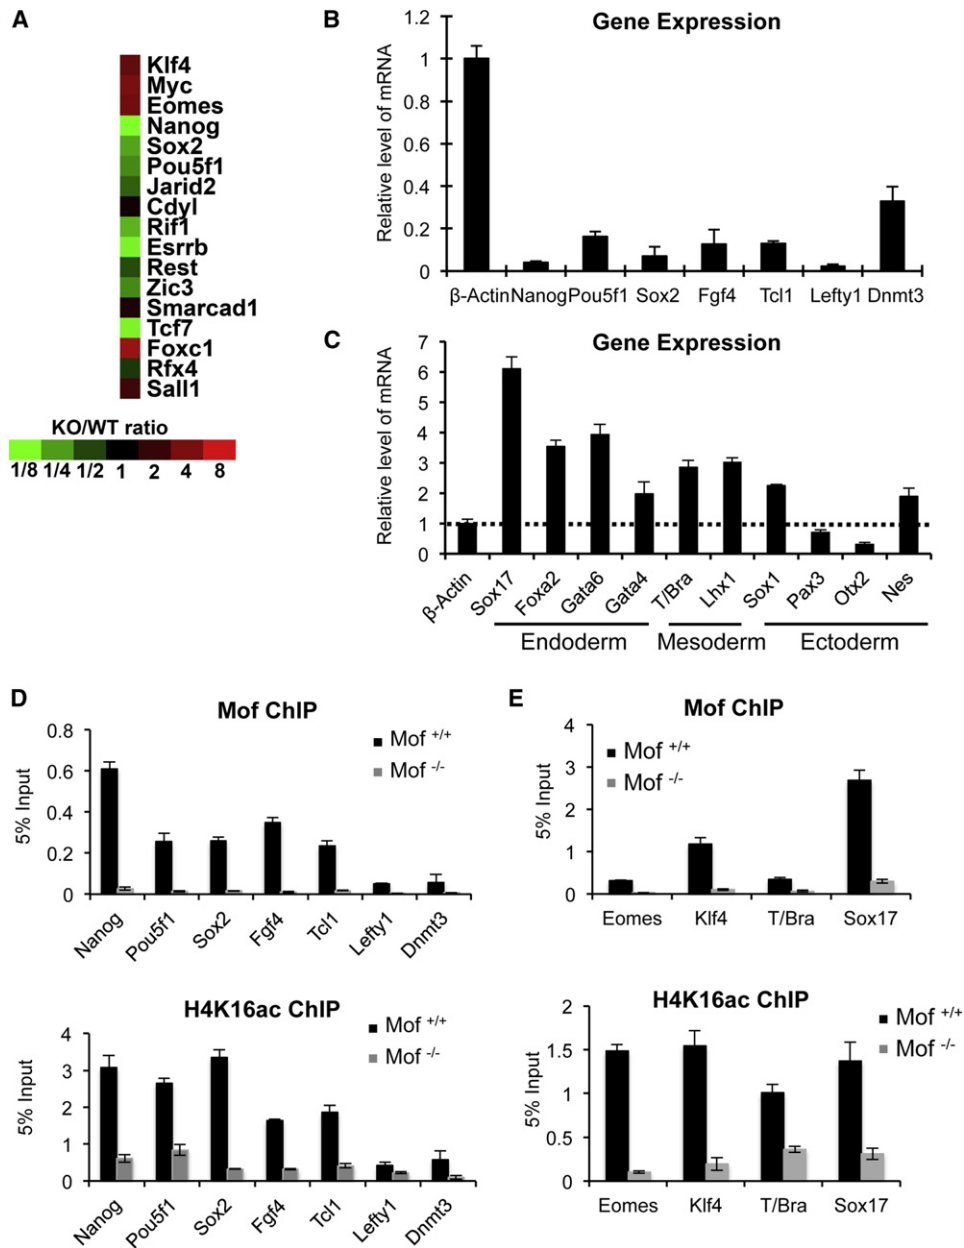 A
Klf4
Myc
Eomes
Nanog
Sox2
Pou5f1
Jarid2
Cdyl
Rif1
Esrrb
Rest
Zic3
Smarcad1
Tcf7
Foxc1
Rfx4
Sall1
KO/WT ratio
1/8 1/4 1/2 1 2 4 8
B
Gene Expression
Relative level of mRNA
1.2
1
0.8
0.6
0.4
0.2
0
β-Actin Nanog Pou5f1 Sox2 Fgf4 Tcl1 Lefty1 Dnmt3
C
Gene Expression
Relative level of mRNA
7
6
5
4
3
2
1
0
β-Actin Sox17 Foxa2 Gata6 Gata4 T/Bra Lhx1 Sox1 Pax3 Otx2 Nes
Endoderm Mesoderm Ectoderm
D
Mof ChIP
Mof +/+
Mof -/-
5% Input
0.8
0.6
0.4
0.2
0
Nanog Pou5f1 Sox2 Fgf4 Tcl1 Lefty1 Dnmt3
H4K16ac ChIP
Mof +/+
Mof -/-
5% Input
4
3
2
1
0
Nanog Pou5f1 Sox2 Fgf4 Tcl1 Lefty1 Dnmt3
E
Mof ChIP
Mof +/+
Mof -/-
5% Input
4
3
2
1
0
Eomes Klf4 T/Bra Sox17
H4K16ac ChIP
Mof +/+
Mof -/-
5% Input
2
1.5
1
0.5
0
Eomes Klf4 T/Bra Sox17